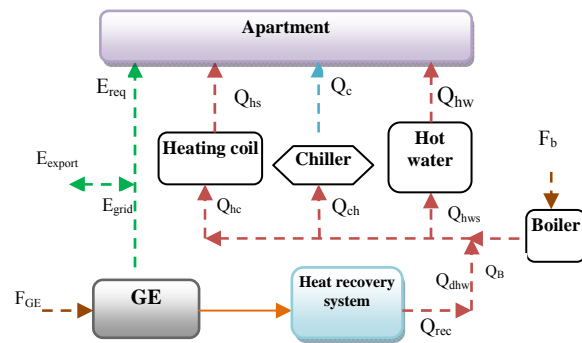 Apartment
E_req
Q_hs
Q_c
Q_hw
F_b
Heating coil
Chiller
Hot
water
E_export
E_grid
Q_hc
Q_ch
Q_hws
Boiler
Q_dhw
Q_B
F_GE
GE
Heat recovery
system
Q_rec